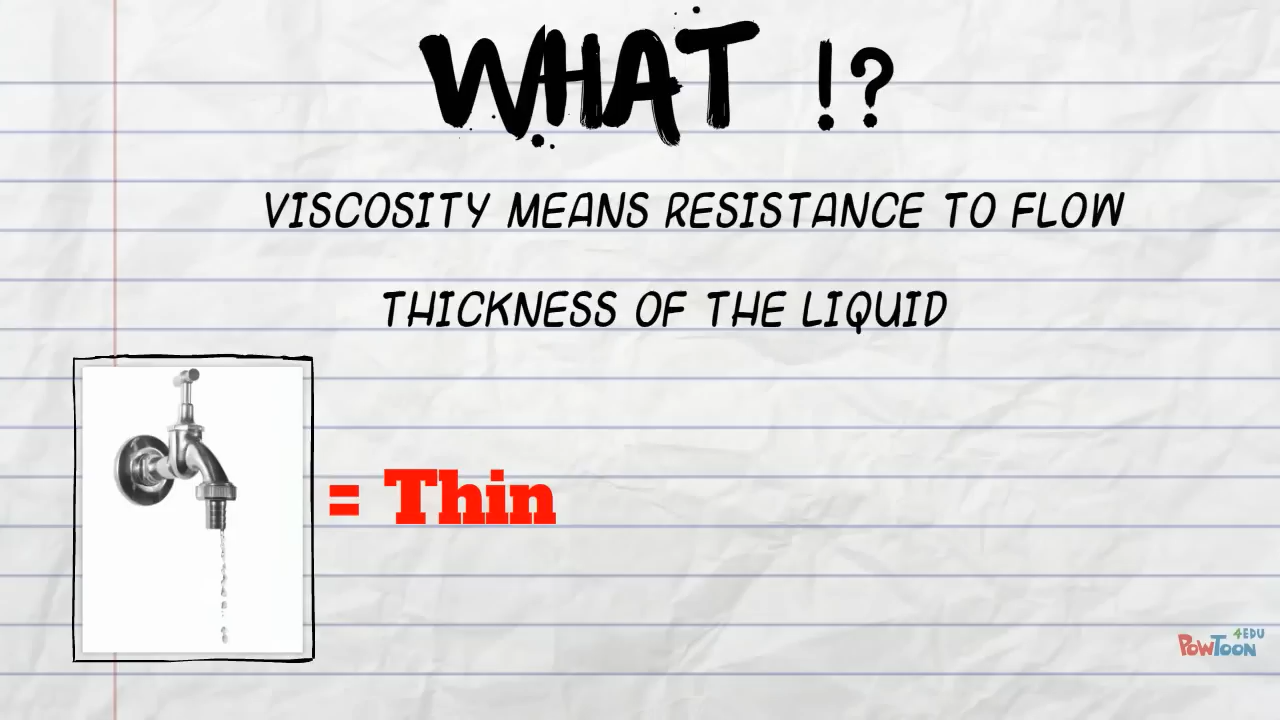 WHAT !?
VISCOSITY MEANS RESISTANCE TO FLOW
THICKNESS OF THE LIQUID
= Thin
4EDU
POWTOON